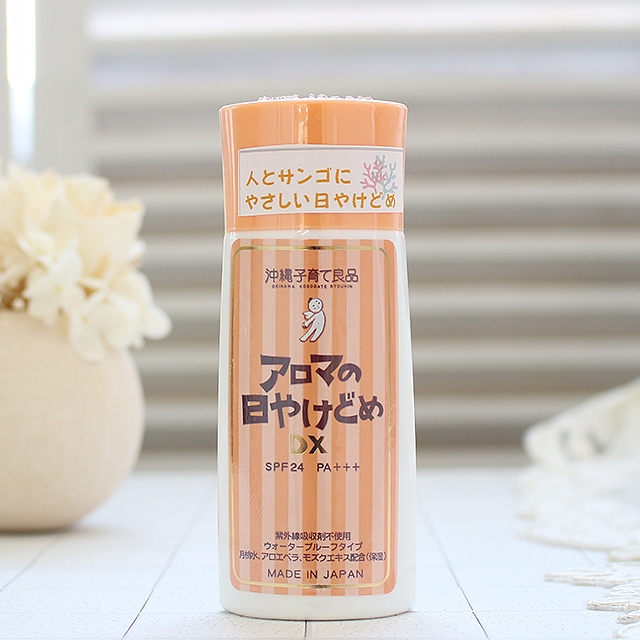 人とサンゴに
やさしい日やけどめ
沖縄子育て良品
OKINAWA KOSODATE RYOUHIN
アロマの
日やけどめ
DX
SPF24 PA+++
紫外線吸収剤不使用
ウォータープルーフタイプ
月桃水、アロエベラ、モズクエキス配合(保湿)
MADE IN JAPAN